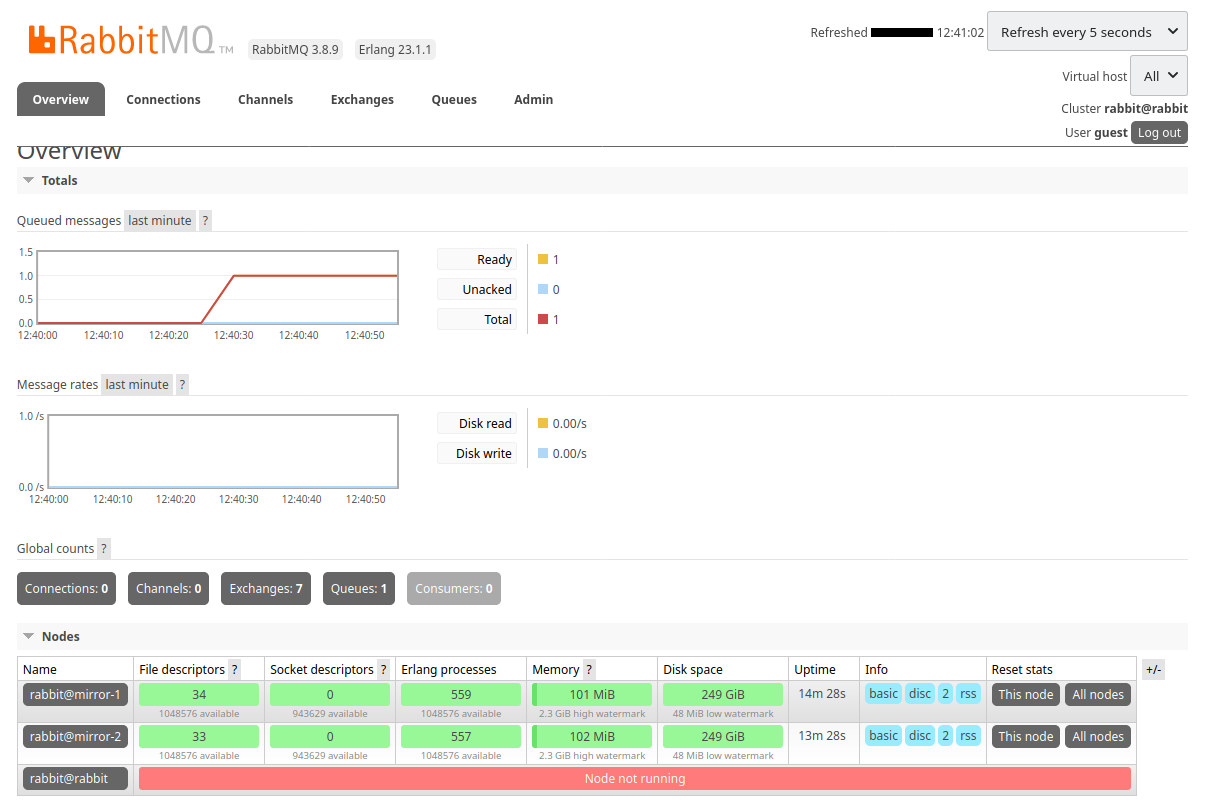 RabbitMQ TM RabbitMQ 3.8.9 Erlang 23.1.1
Refreshed 12:41:02 Refresh every 5 seconds
Virtual host All
Cluster rabbit@rabbit
User guest Log out
Overview Connections Channels Exchanges Queues Admin
Overview
Totals
Queued messages last minute ?
1.5
1.0
0.5
0.0
12:40:00 12:40:10 12:40:20 12:40:30 12:40:40 12:40:50
Ready 1
Unacked 0
Total 1
Message rates last minute ?
1.0 /s
0.0 /s
12:40:00 12:40:10 12:40:20 12:40:30 12:40:40 12:40:50
Disk read 0.00/s
Disk write 0.00/s
Global counts ?
Connections: 0 Channels: 0 Exchanges: 7 Queues: 1 Consumers: 0
Nodes
Name File descriptors ? Socket descriptors ? Erlang processes Memory ? Disk space Uptime Info Reset stats +/-
rabbit@mirror-1 34 0 559 101 MiB 249 GiB 14m 28s basic disc 2 rss This node All nodes
1048576 available 943629 available 1048576 available 2.3 GiB high watermark 48 MiB low watermark
rabbit@mirror-2 33 0 557 102 MiB 249 GiB 13m 28s basic disc 2 rss This node All nodes
1048576 available 943629 available 1048576 available 2.3 GiB high watermark 48 MiB low watermark
rabbit@rabbit Node not running